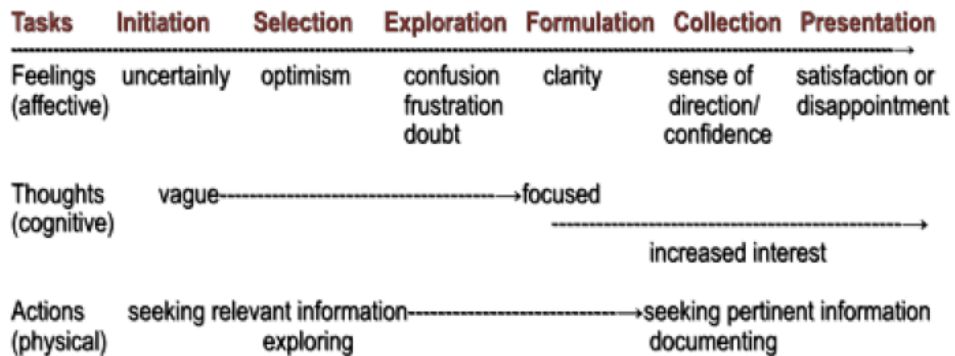 Tasks Initiation Selection Exploration Formulation Collection Presentation
Feelings uncertainly optimism confusion clarity sense of satisfaction or
(affective) frustration direction/ disappointment
doubt confidence
Thoughts vague focused
(cognitive)
increased interest
Actions seeking relevant information seeking pertinent information
(physical) exploring documenting